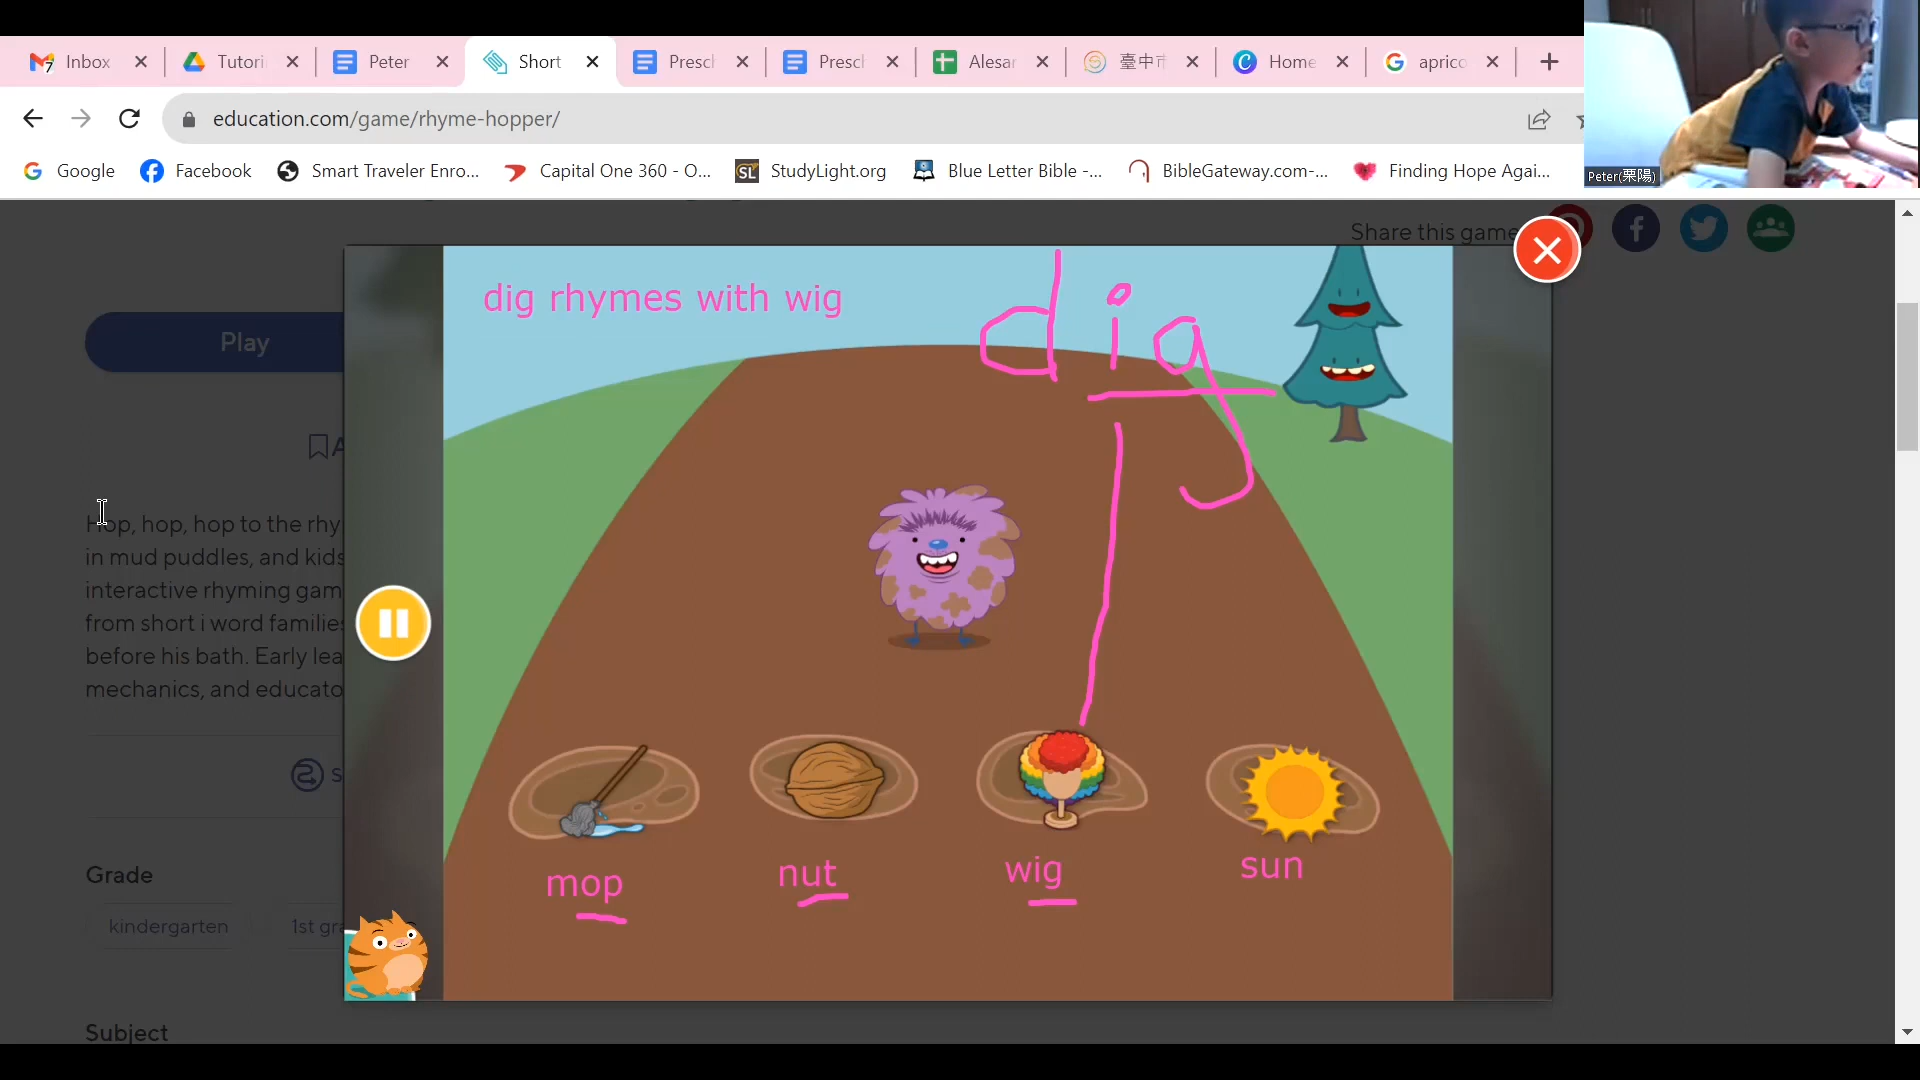 Inbox
Tutori
Peter
Short
Presch
Presch
Alesar
臺中市
Home
aprico
education.com/game/rhyme-hopper/
Google
Facebook
Smart Traveler Enro...
Capital One 360 - O...
StudyLight.org
Blue Letter Bible -...
BibleGateway.com-...
Finding Hope Agai...
Peter(栗陽)
Share this game
dig rhymes with wig
dig
Play
Hop, hop, hop to the rhy
in mud puddles, and kids
interactive rhyming gam
from short i word families
before his bath. Early lea
mechanics, and educato
mop
nut
wig
sun
Grade
kindergarten
1st gra
Subject